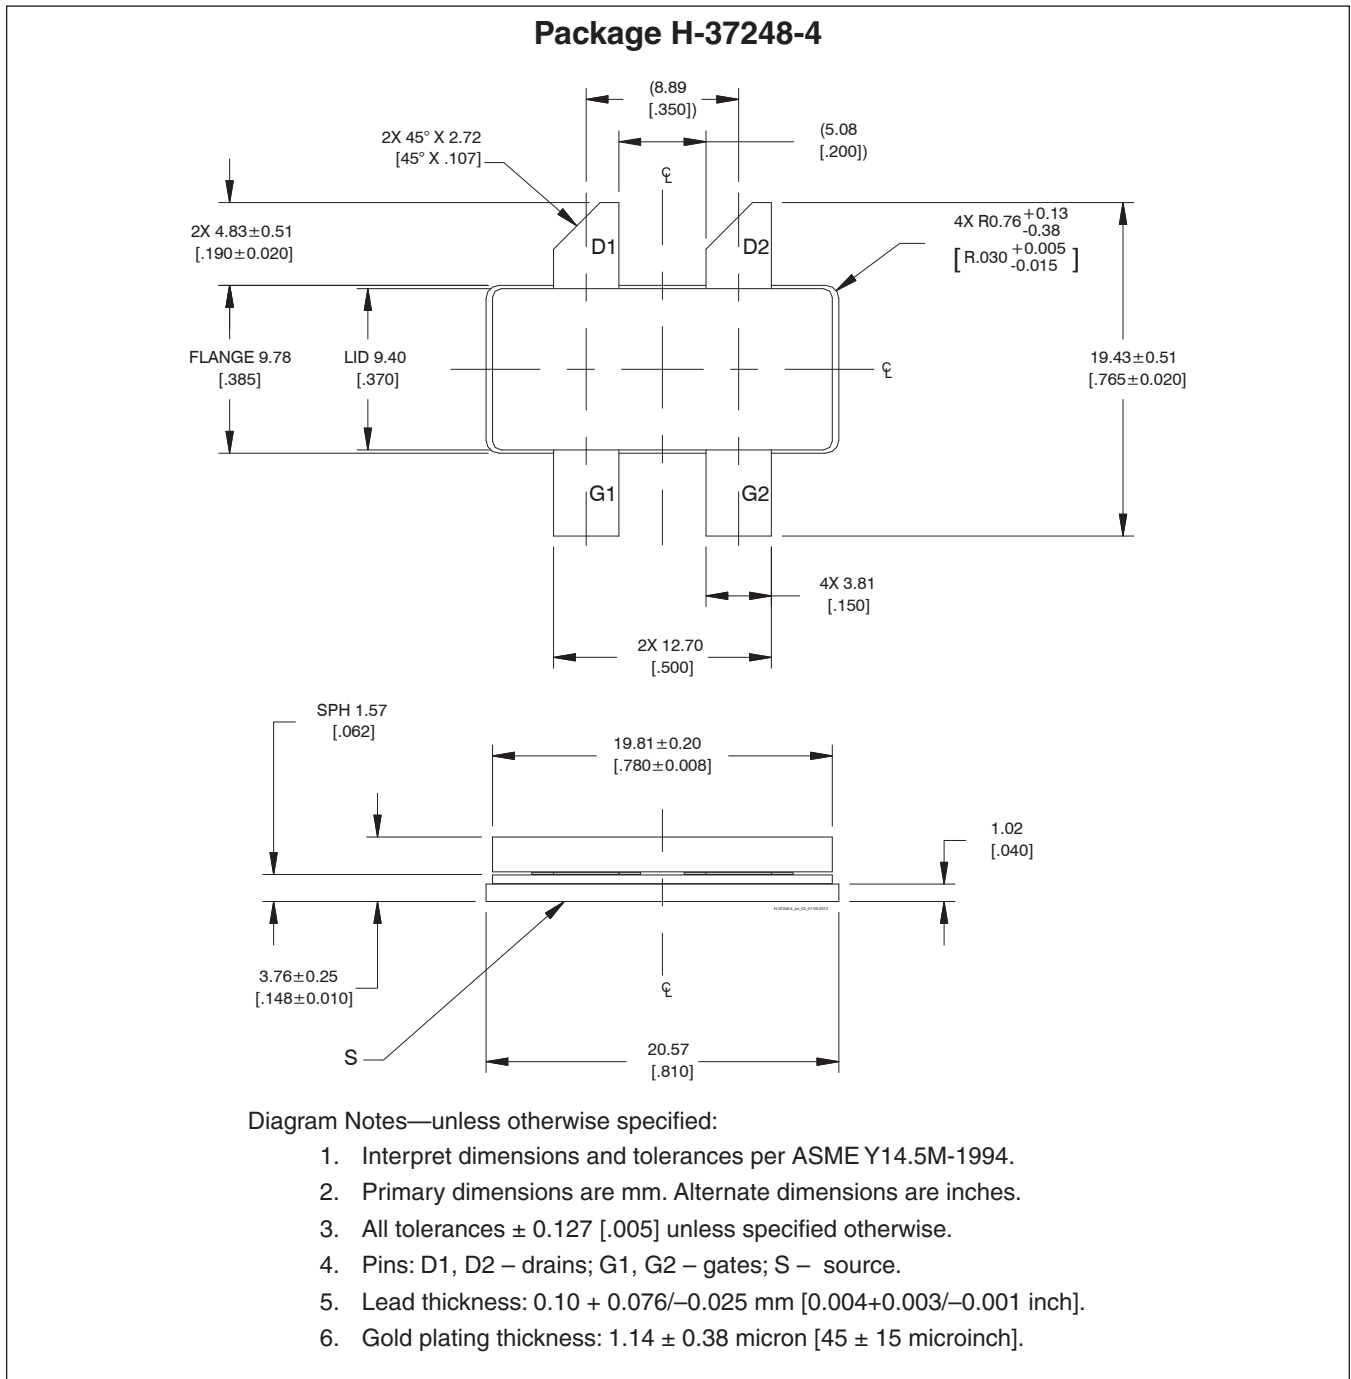 Package H-37248-4
(8.89
[.350])
2X 45° X 2.72
[45° X .107]
(5.08
[.200])
℄
2X 4.83±0.51
[.190±0.020]
D1
D2
4X R0.76 +0.13
-0.38
[ R.030 +0.005
-0.015 ]
FLANGE 9.78
[.385]
LID 9.40
[.370]
℄
19.43±0.51
[.765±0.020]
G1
G2
4X 3.81
[.150]
2X 12.70
[.500]
SPH 1.57
[.062]
19.81±0.20
[.780±0.008]
1.02
[.040]
3.76±0.25
[.148±0.010]
℄
S
20.57
[.810]
Diagram Notes—unless otherwise specified:
1. Interpret dimensions and tolerances per ASME Y14.5M-1994.
2. Primary dimensions are mm. Alternate dimensions are inches.
3. All tolerances ± 0.127 [.005] unless specified otherwise.
4. Pins: D1, D2 – drains; G1, G2 – gates; S – source.
5. Lead thickness: 0.10 + 0.076/–0.025 mm [0.004+0.003/–0.001 inch].
6. Gold plating thickness: 1.14 ± 0.38 micron [45 ± 15 microinch].